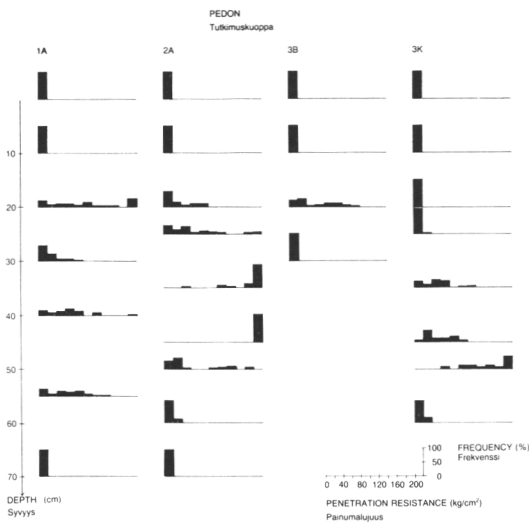 PEDON
Tutkimuskuoppa
1A 2A 3B 3K
10
20
30
40
50
60
70
DEPTH (cm)
Syvyys
100 FREQUENCY (%)
50 Frekvenssi
0
0 40 80 120 160 200
PENETRATION RESISTANCE (kg/cm²)
Painumalujuus